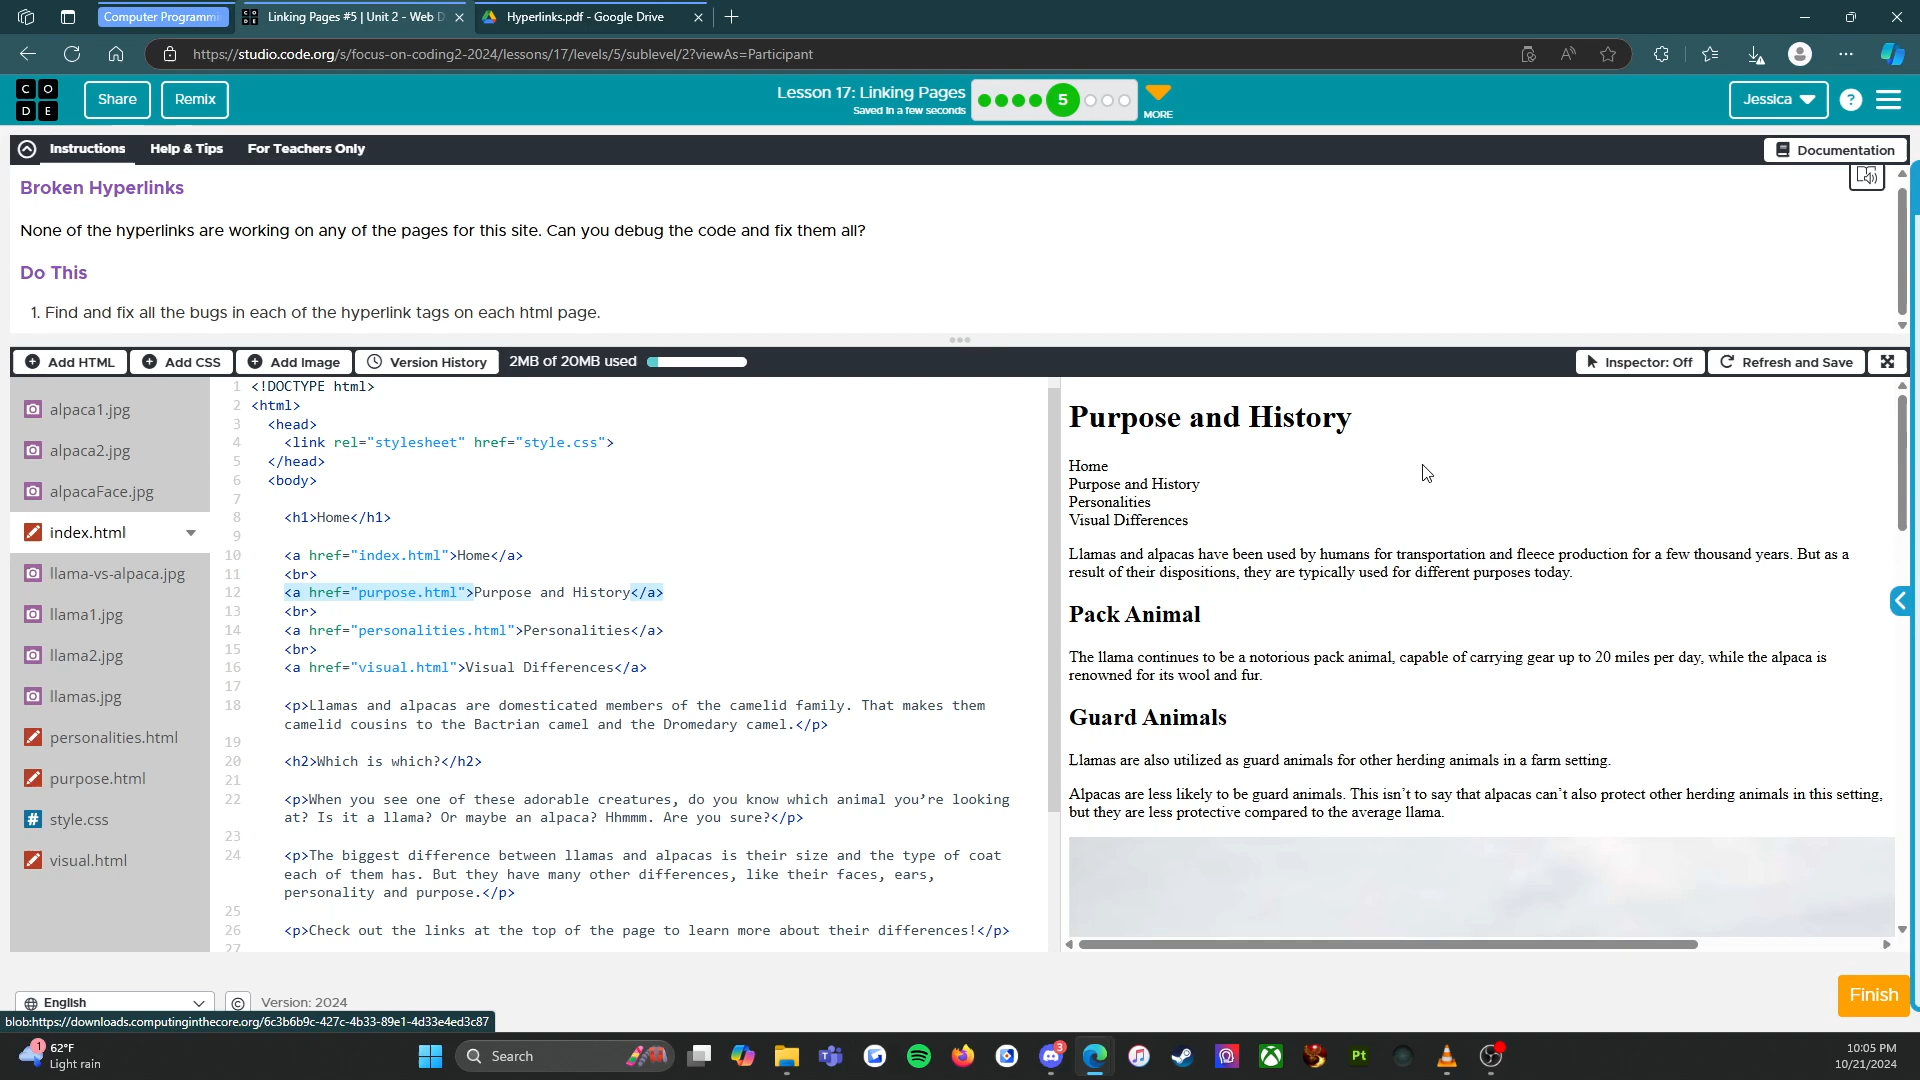 Computer Programmi
Linking Pages #5 | Unit 2 - Web D
Hyperlinks.pdf - Google Drive
https://studio.code.org/s/focus-on-coding2-2024/lessons/17/levels/5/sublevel/2?viewAs=Participant
C O D E
Share
Remix
Lesson 17: Linking Pages
Saved in a few seconds
5
MORE
Jessica
?
Instructions
Help & Tips
For Teachers Only
Documentation
Broken Hyperlinks
None of the hyperlinks are working on any of the pages for this site. Can you debug the code and fix them all?
Do This
1. Find and fix all the bugs in each of the hyperlink tags on each html page.
Add HTML
Add CSS
Add Image
Version History
2MB of 20MB used
Inspector: Off
Refresh and Save
alpaca1.jpg
alpaca2.jpg
alpacaFace.jpg
index.html
llama-vs-alpaca.jpg
llama1.jpg
llama2.jpg
llamas.jpg
personalities.html
purpose.html
# style.css
visual.html
1 <!DOCTYPE html>
2 <html>
3 <head>
4 <link rel="stylesheet" href="style.css">
5 </head>
6 <body>
7
8 <h1>Home</h1>
9
10 <a href="index.html">Home</a>
11 <br>
12 <a href="purpose.html">Purpose and History</a>
13 <br>
14 <a href="personalities.html">Personalities</a>
15 <br>
16 <a href="visual.html">Visual Differences</a>
17
18 <p>Llamas and alpacas are domesticated members of the camelid family. That makes them
camelid cousins to the Bactrian camel and the Dromedary camel.</p>
19
20 <h2>Which is which?</h2>
21
22 <p>When you see one of these adorable creatures, do you know which animal you’re looking
at? Is it a llama? Or maybe an alpaca? Hhmmm. Are you sure?</p>
23
24 <p>The biggest difference between llamas and alpacas is their size and the type of coat
each of them has. But they have many other differences, like their faces, ears,
personality and purpose.</p>
25
26 <p>Check out the links at the top of the page to learn more about their differences!</p>
27
Purpose and History
Home
Purpose and History
Personalities
Visual Differences
Llamas and alpacas have been used by humans for transportation and fleece production for a few thousand years. But as a
result of their dispositions, they are typically used for different purposes today.
Pack Animal
The llama continues to be a notorious pack animal, capable of carrying gear up to 20 miles per day, while the alpaca is
renowned for its wool and fur.
Guard Animals
Llamas are also utilized as guard animals for other herding animals in a farm setting.
Alpacas are less likely to be guard animals. This isn’t to say that alpacas can’t also protect other herding animals in this setting,
but they are less protective compared to the average llama.
Finish
English
©
Version: 2024
blob:https://downloads.computinginthecore.org/6c3b6b9c-427c-4b33-89e1-4d33e4ed3c87
1
62°F
Light rain
Search
3
Pt
10:05 PM
10/21/2024